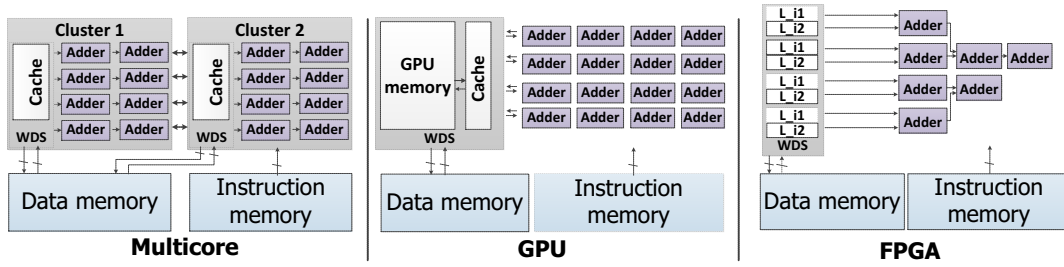 Cluster 1
Cache
Adder Adder
Adder Adder
Adder Adder
Adder Adder
WDS
Cluster 2
Cache
Adder Adder
Adder Adder
Adder Adder
Adder Adder
WDS
Data memory
Instruction
memory
Multicore
GPU
memory
Cache
WDS
Adder Adder Adder Adder
Adder Adder Adder Adder
Adder Adder Adder Adder
Adder Adder Adder Adder
Data memory
Instruction
memory
GPU
L_i1
L_i2
L_i1
L_i2
L_i1
L_i2
L_i1
L_i2
WDS
Adder
Adder Adder Adder
Adder Adder
Adder
Data memory
Instruction
memory
FPGA